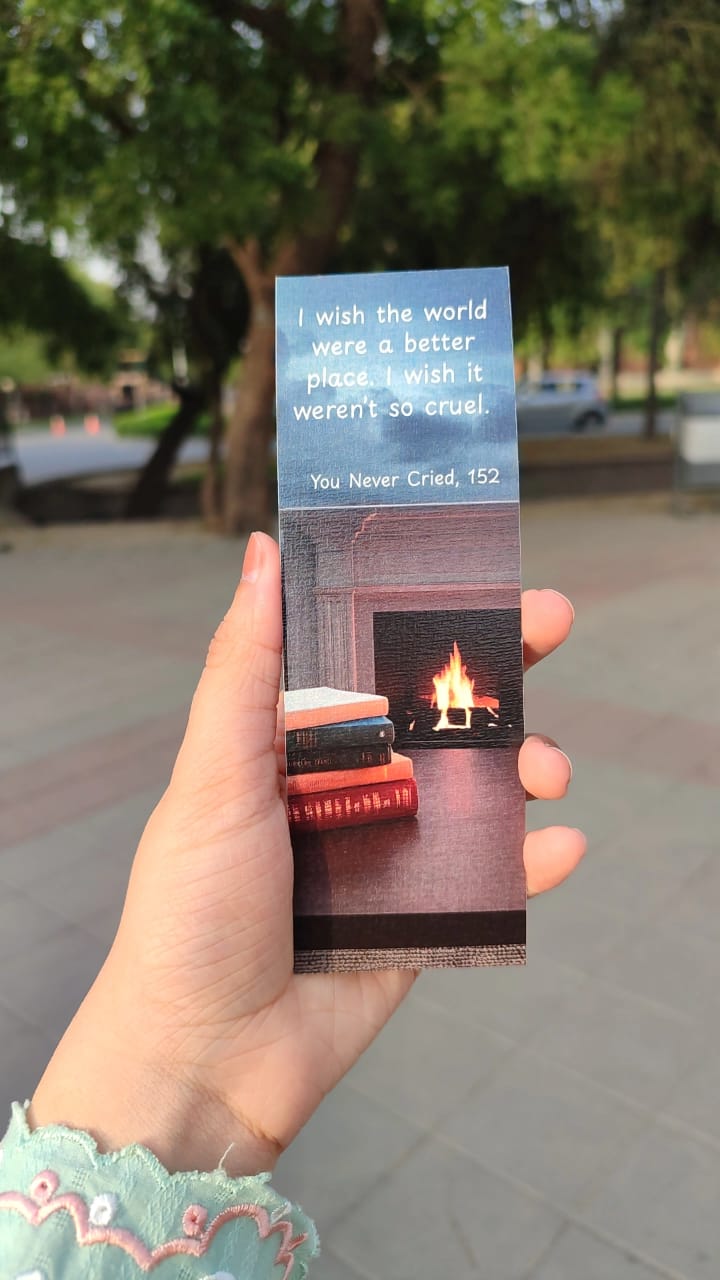 I wish the world
were a better
place. I wish it
weren't so cruel.
You Never Cried, 152